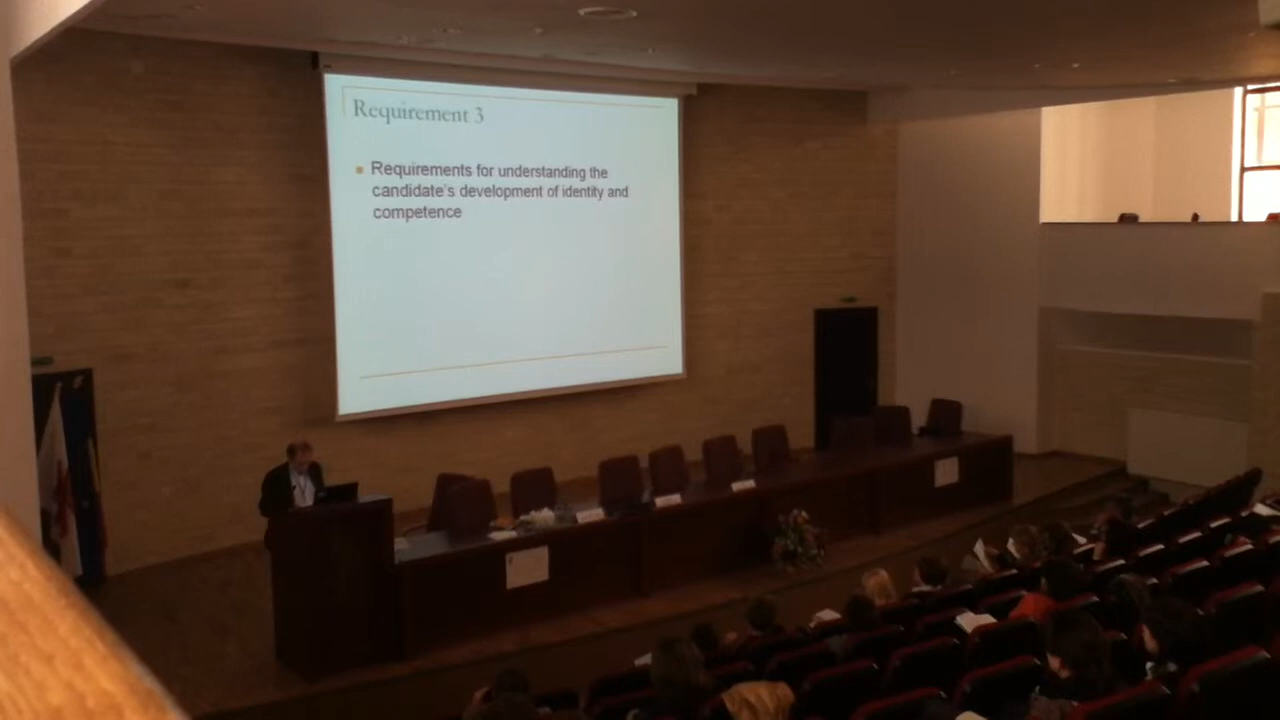 Requirement 3
Requirements for understanding the
candidate's development of identity and
competence